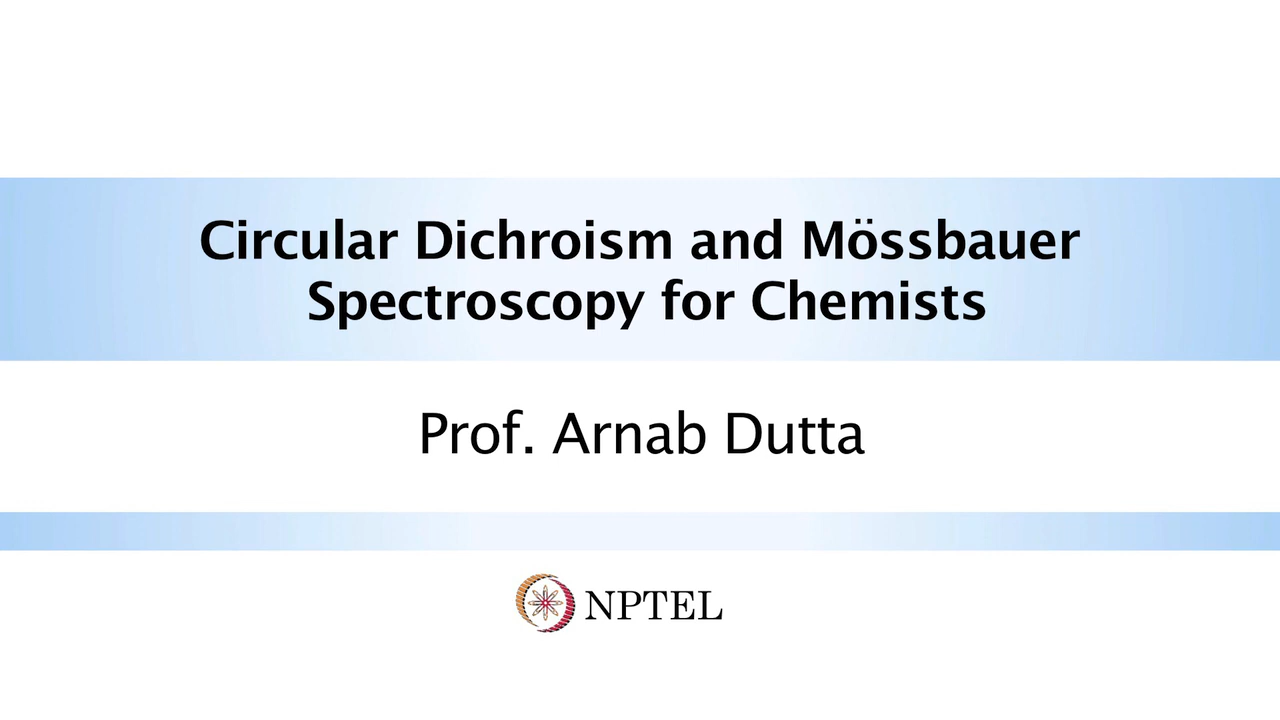 Circular Dichroism and Mössbauer
Spectroscopy for Chemists
Prof. Arnab Dutta
NPTEL